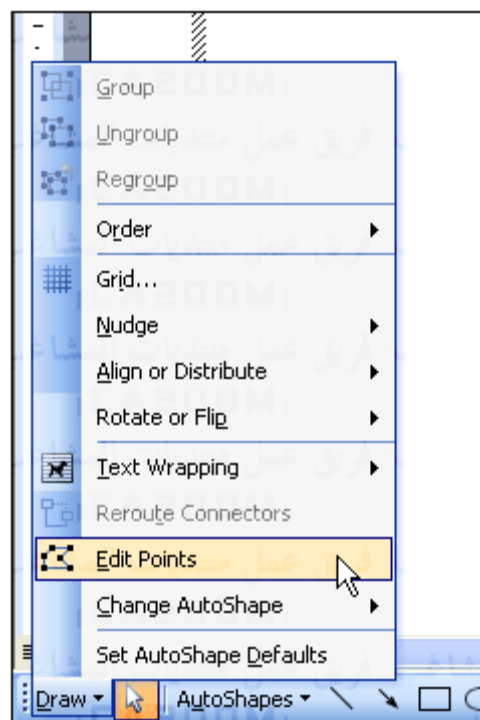 Group
Ungroup
Regroup
Order
Grid...
Nudge
Align or Distribute
Rotate or Flip
Text Wrapping
Reroute Connectors
Edit Points
Change AutoShape
Set AutoShape Defaults
Draw AutoShapes